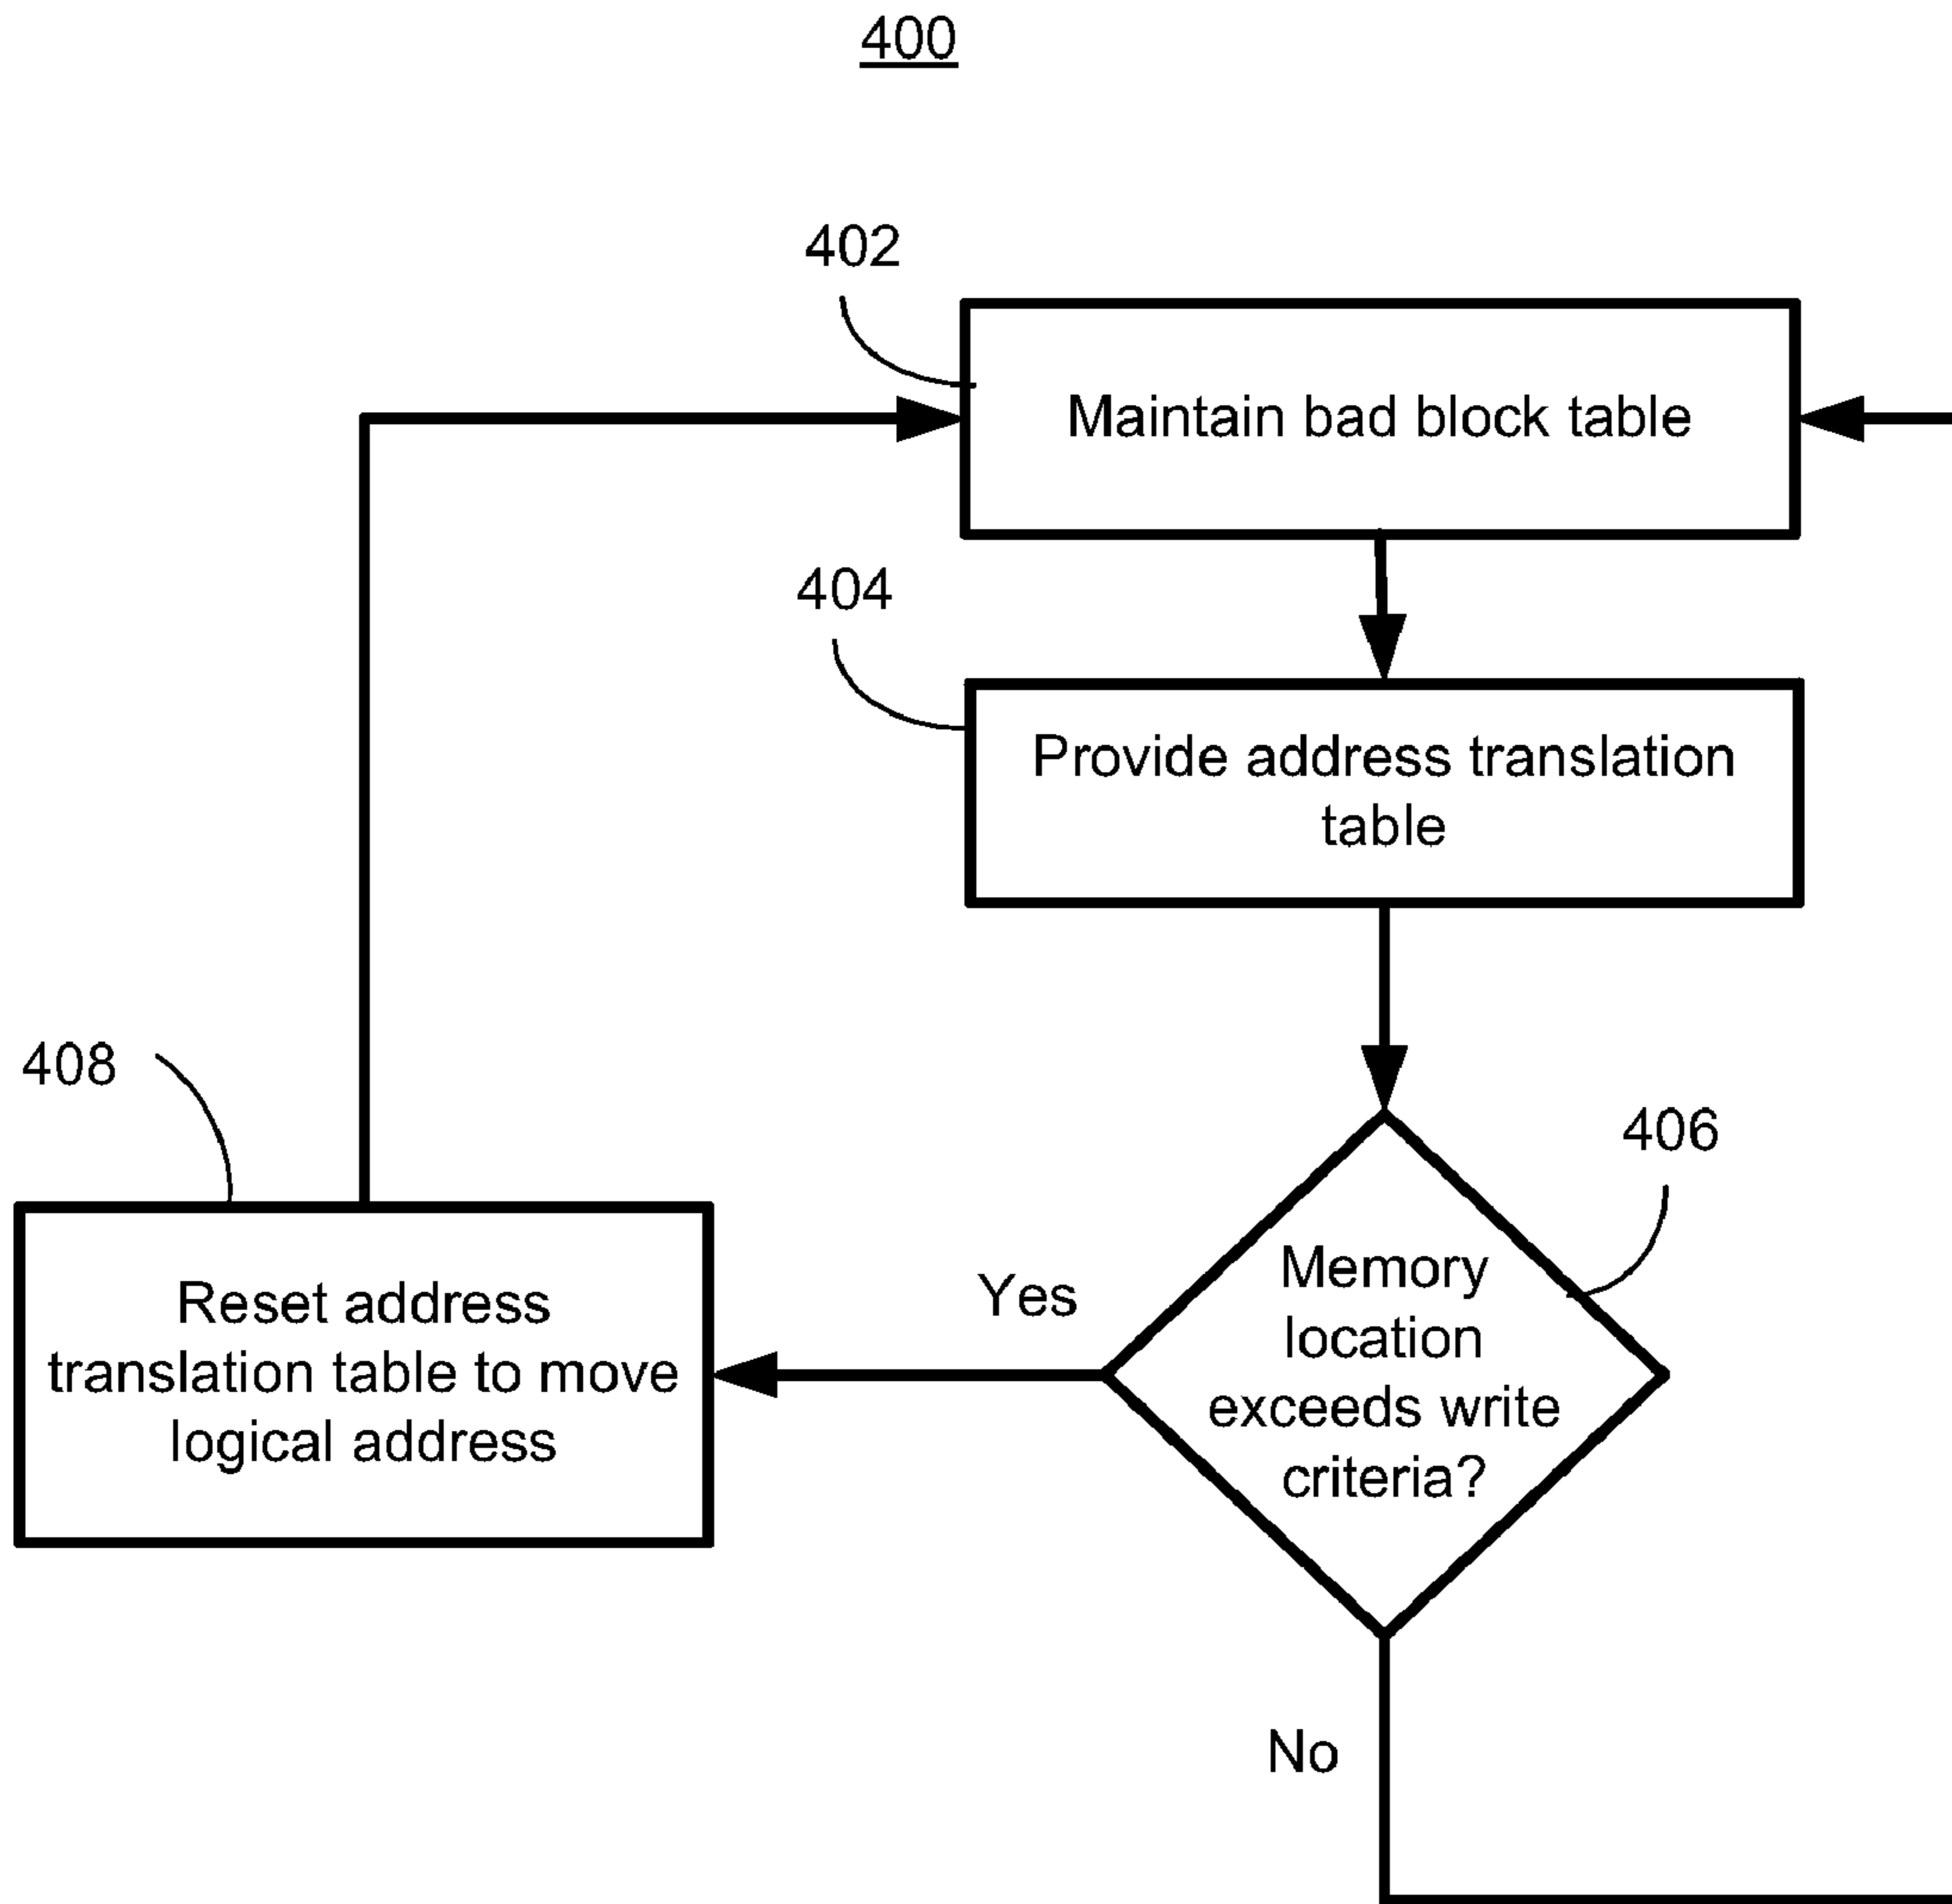 400
402
Maintain bad block table
404
Provide address translation
table
408
406
Memory
location
exceeds write
criteria?
Yes
Reset address
translation table to move
logical address
No